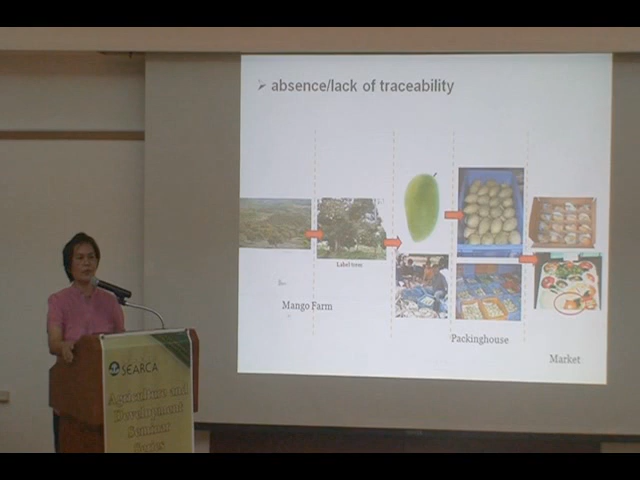 ➢ absence/lack of traceability
Label trees
Mango Farm
Packinghouse
Market
SEARCA
Agriculture and
Development
Seminar
Series